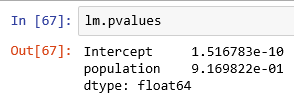 In [67]: lm.pvalues
Out[67]: Intercept 1.516783e-10
population 9.169822e-01
dtype: float64